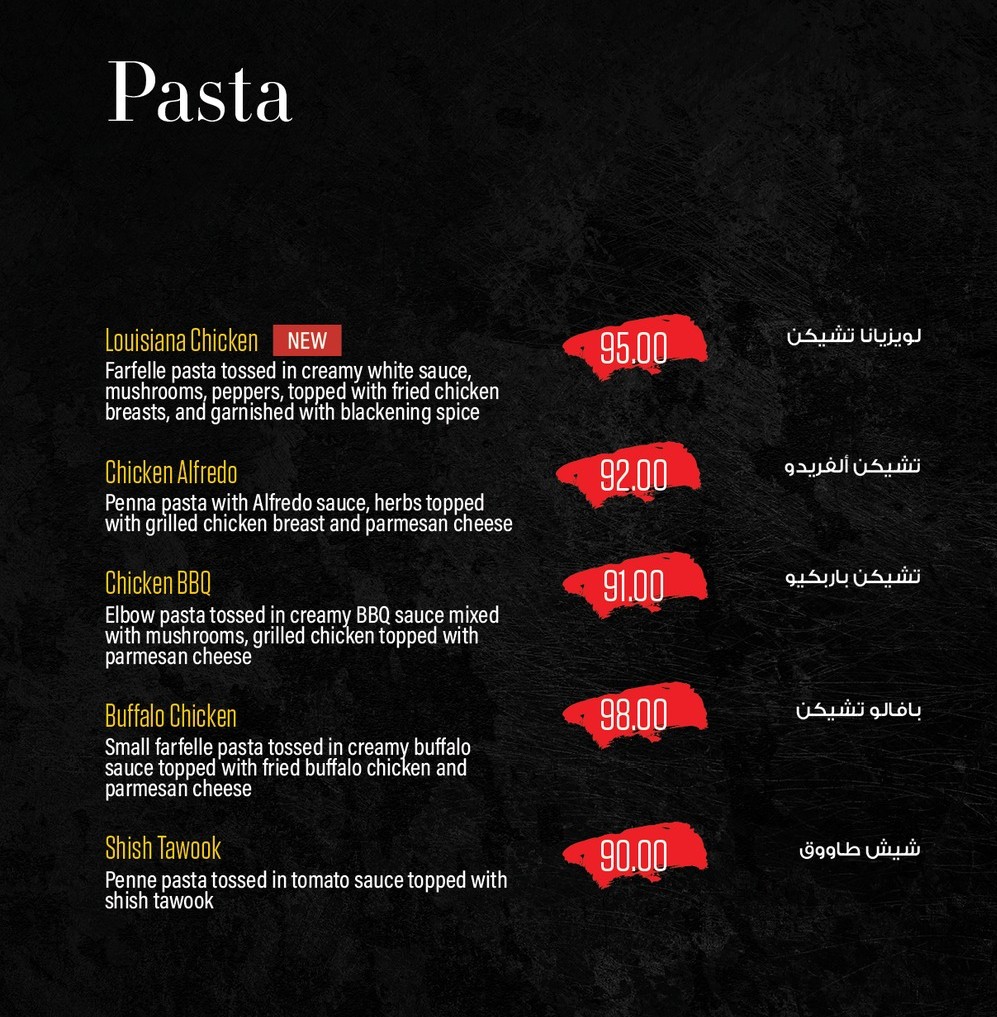 Pasta
Louisiana Chicken NEW 95.00 لويزيانا تشيكن
Farfelle pasta tossed in creamy white sauce,
mushrooms, peppers, topped with fried chicken
breasts, and garnished with blackening spice
Chicken Alfredo 92.00 تشيكن ألفريدو
Penna pasta with Alfredo sauce, herbs topped
with grilled chicken breast and parmesan cheese
Chicken BBQ 91.00 تشيكن باربكيو
Elbow pasta tossed in creamy BBQ sauce mixed
with mushrooms, grilled chicken topped with
parmesan cheese
Buffalo Chicken 98.00 بافالو تشيكن
Small farfelle pasta tossed in creamy buffalo
sauce topped with fried buffalo chicken and
parmesan cheese
Shish Tawook 90.00 شيش طاووق
Penne pasta tossed in tomato sauce topped with
shish tawook